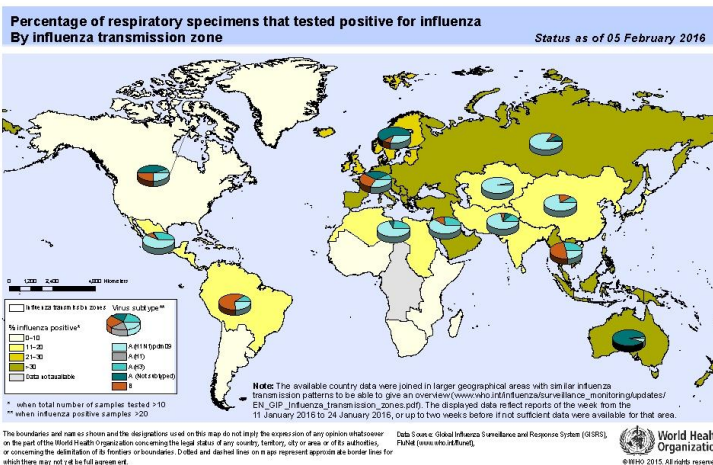 Percentage of respiratory specimens that tested positive for influenza
By influenza transmission zone
Status as of 05 February 2016
0 1,200 2,400 4,800 Kilometers
Influenza transmission zones
Virus subtype**
% influenza positive*
0-10
11-20
21-30
>30
Data not available
A(H1N1)pdm09
A(H1)
A(H3)
A(Not subtyped)
B
* when total number of samples tested >10
** when influenza positive samples >20
Note: The available country data were joined in larger geographical areas with similar influenza
transmission patterns to be able to give an overview (www.who.int/influenza/surveillance_monitoring/updates/
EN_GIP_Influenza_transmission_zones.pdf). The displayed data reflect reports of the week from the
11 January 2016 to 24 January 2016, or up to two weeks before if not sufficient data were available for that area.
The boundaries and names shown and the designations used on this map do not imply the expression of any opinion whatsoever
on the part of the World Health Organization concerning the legal status of any country, territory, city or area or of its authorities,
or concerning the delimitation of its frontiers or boundaries. Dotted and dashed lines on maps represent approximate border lines for
which there may not yet be full agreement.
Data Source: Global Influenza Surveillance and Response System (GISRS),
FluNet (www.who.int/flunet),
World Heal
Organizatio
© WHO 2015. All rights reserve